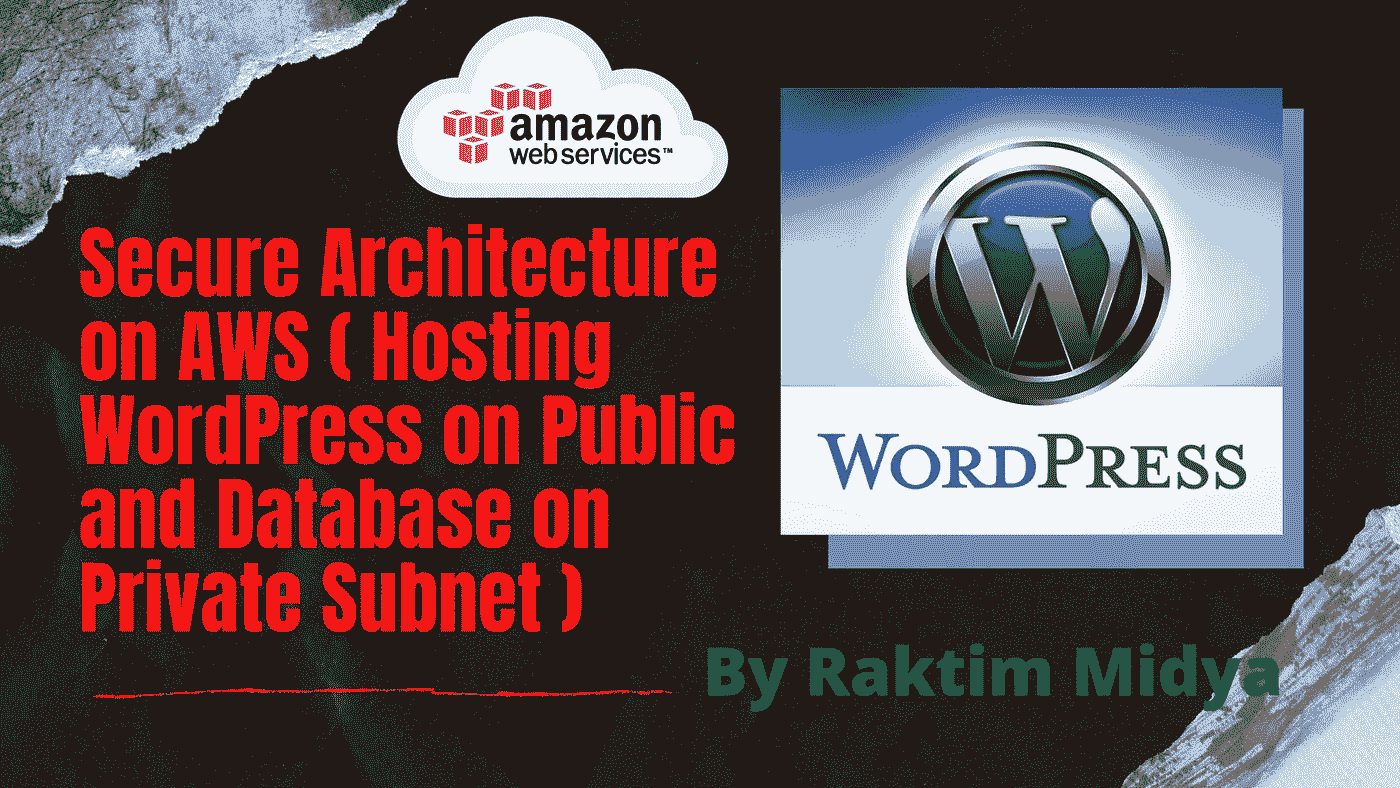 amazon
web services™
Secure Architecture
on AWS ( Hosting
WordPress on Public
and Database on
Private Subnet )
W
WORDPRESS
By Raktim Midya